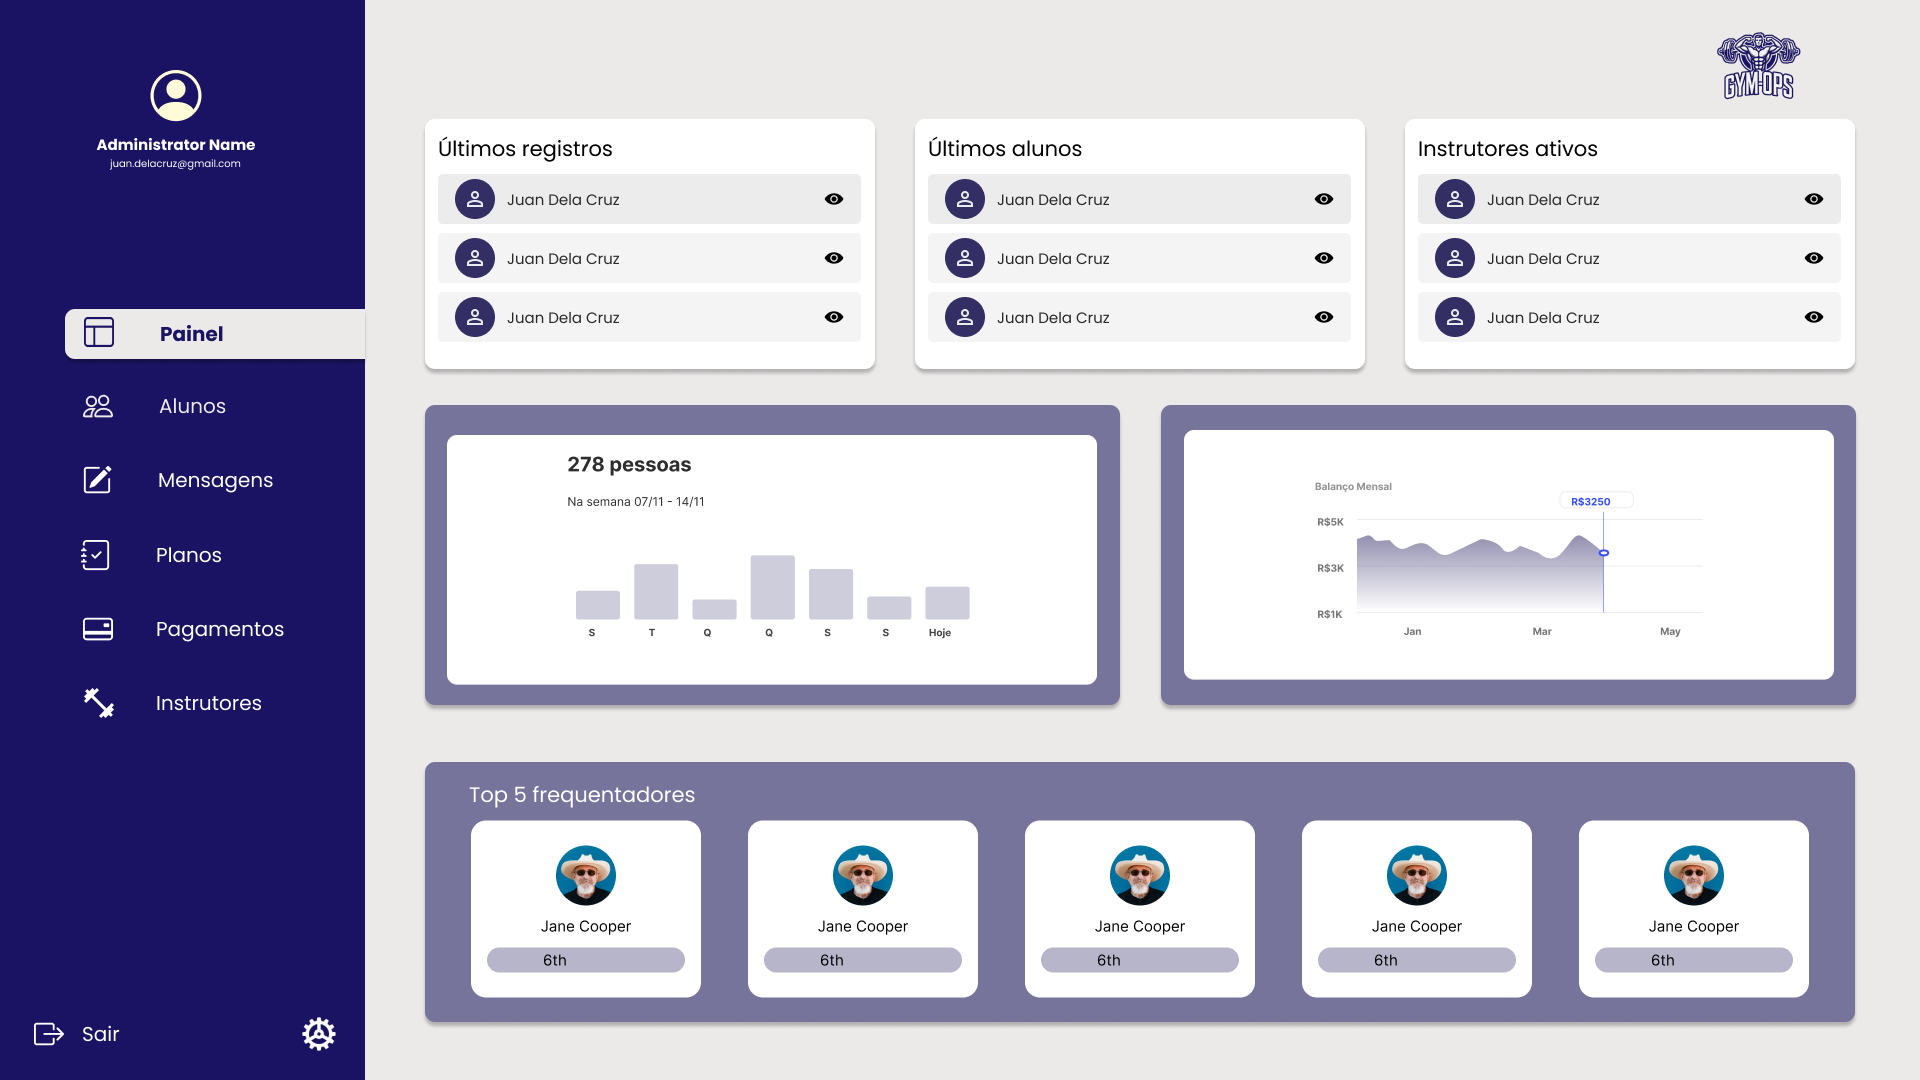 Administrator Name
juan.delacruz@gmail.com
Painel
Alunos
Mensagens
Planos
Pagamentos
Instrutores
Sair
GYM-OPS
Últimos registros
Juan Dela Cruz
Juan Dela Cruz
Juan Dela Cruz
Últimos alunos
Juan Dela Cruz
Juan Dela Cruz
Juan Dela Cruz
Instrutores ativos
Juan Dela Cruz
Juan Dela Cruz
Juan Dela Cruz
278 pessoas
Na semana 07/11 - 14/11
S T Q Q S S Hoje
Balanço Mensal
R$3250
R$5K
R$3K
R$1K
Jan Mar May
Top 5 frequentadores
Jane Cooper
6th
Jane Cooper
6th
Jane Cooper
6th
Jane Cooper
6th
Jane Cooper
6th